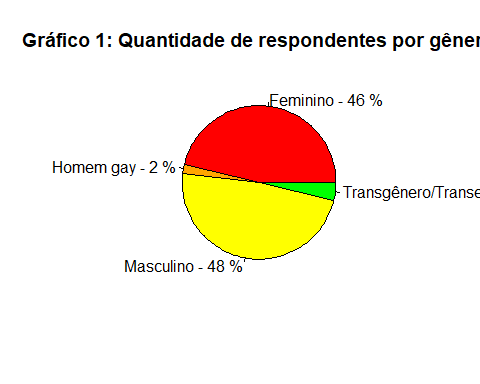 Gráfico 1: Quantidade de respondentes por gêner
Feminino - 46 %
Homem gay - 2 %
Transgênero/Transe
Masculino - 48 %